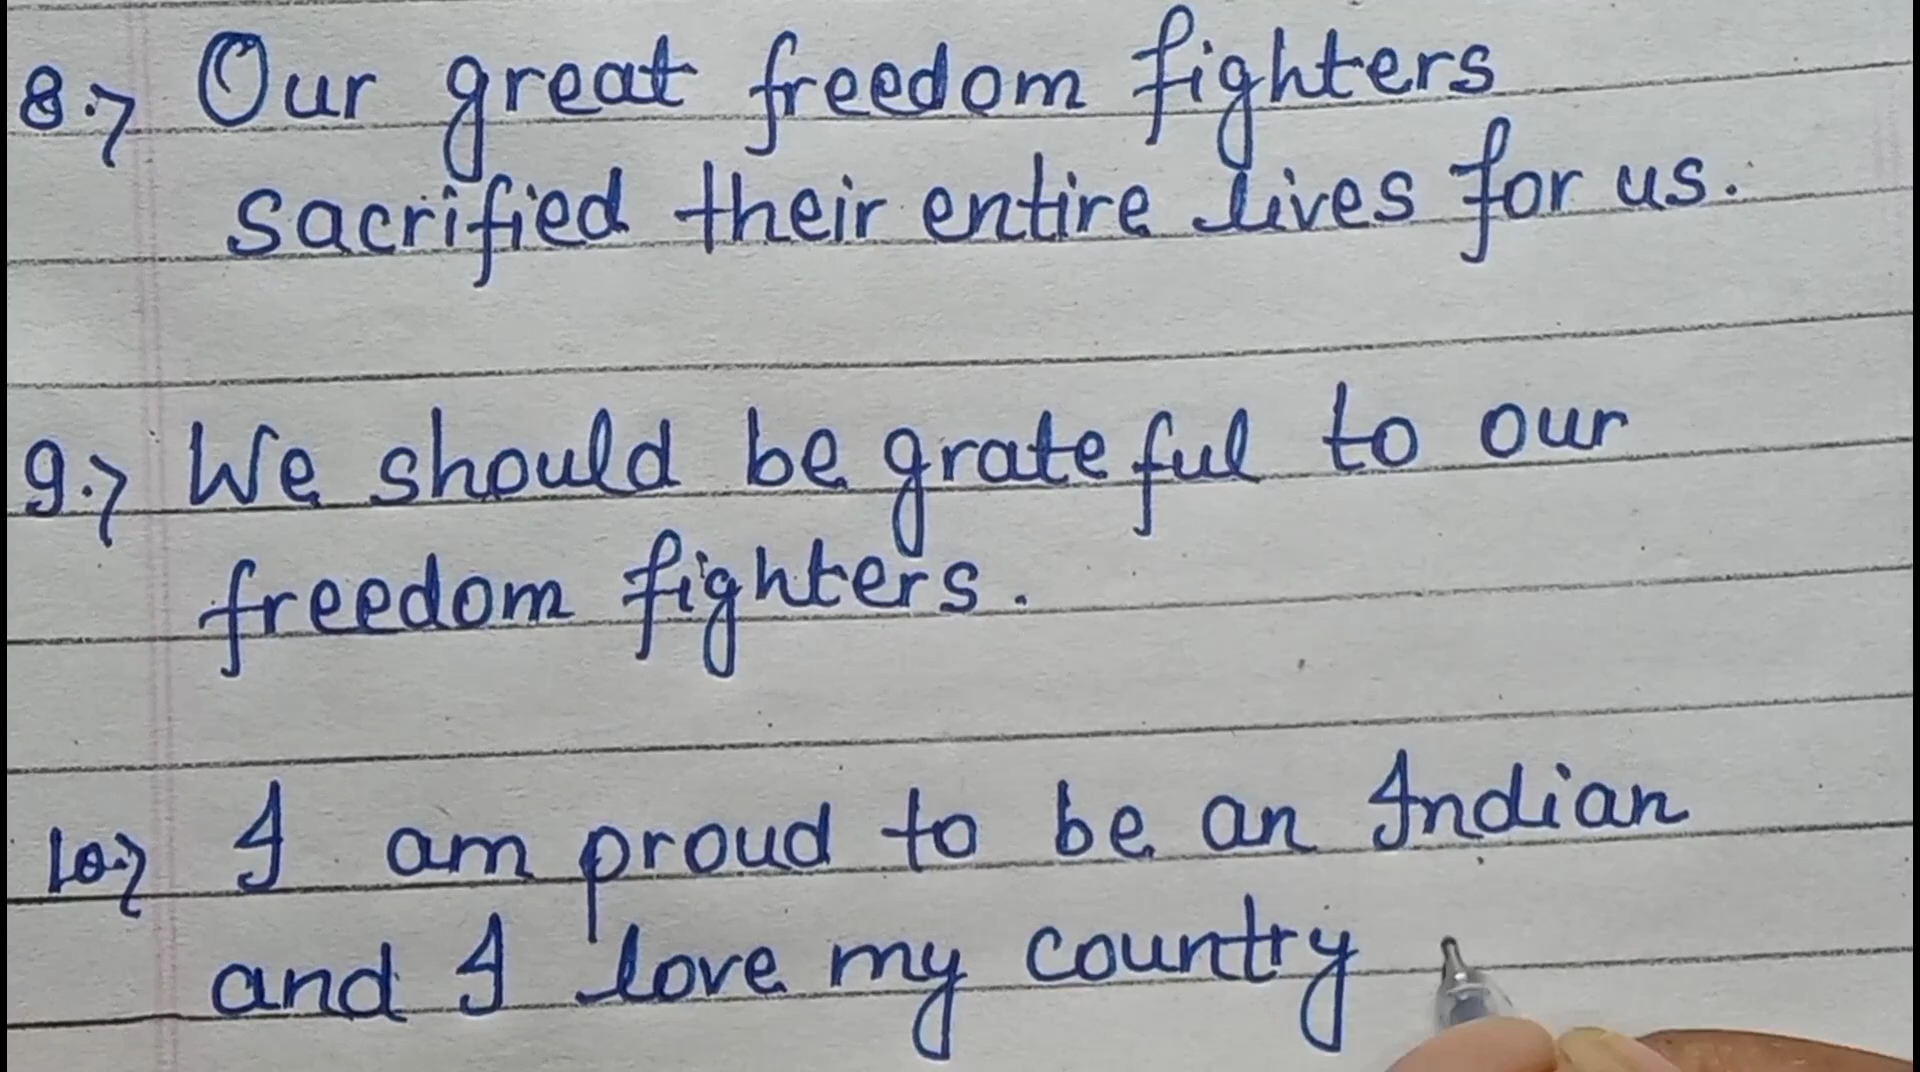 8.) Our great freedom fighters
sacrified their entire lives for us.
9.) We should be grateful to our
freedom fighters.
10.) I am proud to be an Indian
and I love my country